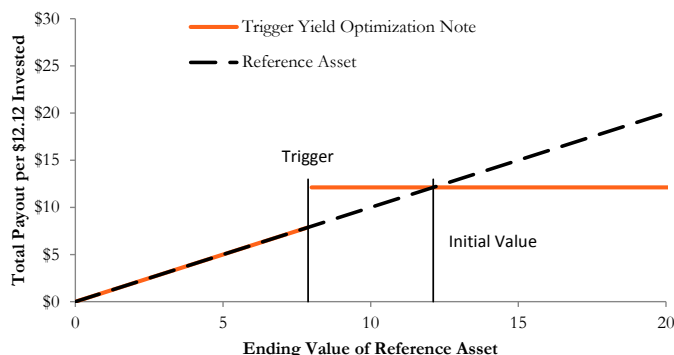 $30
$25
$20
$15
$10
$5
$0
Total Payout per $12.12 Invested
Trigger Yield Optimization Note
Reference Asset
Trigger
Initial Value
0
5
10
15
20
Ending Value of Reference Asset